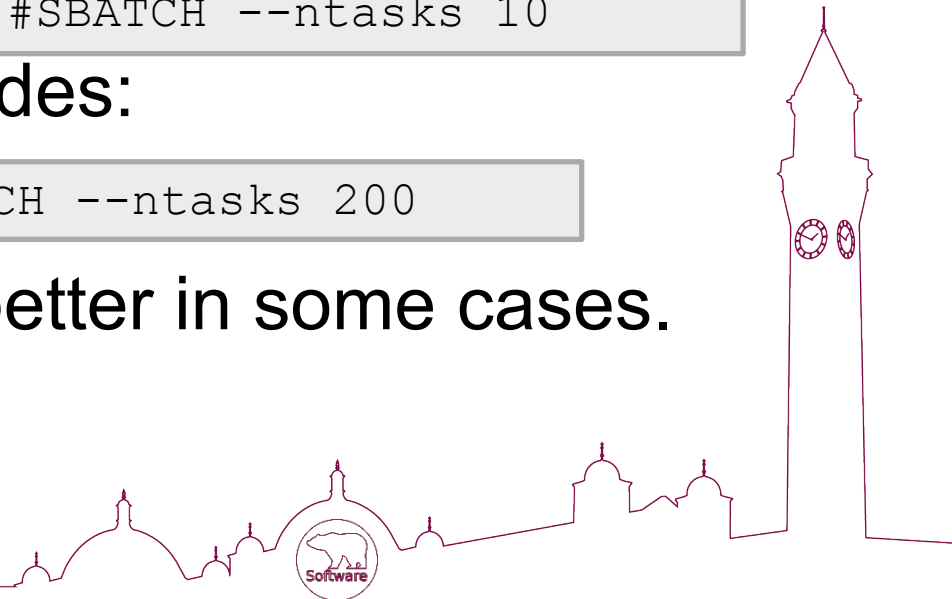 #SBATCH --ntasks 10
des:
CH --ntasks 200
etter in some cases.
Software